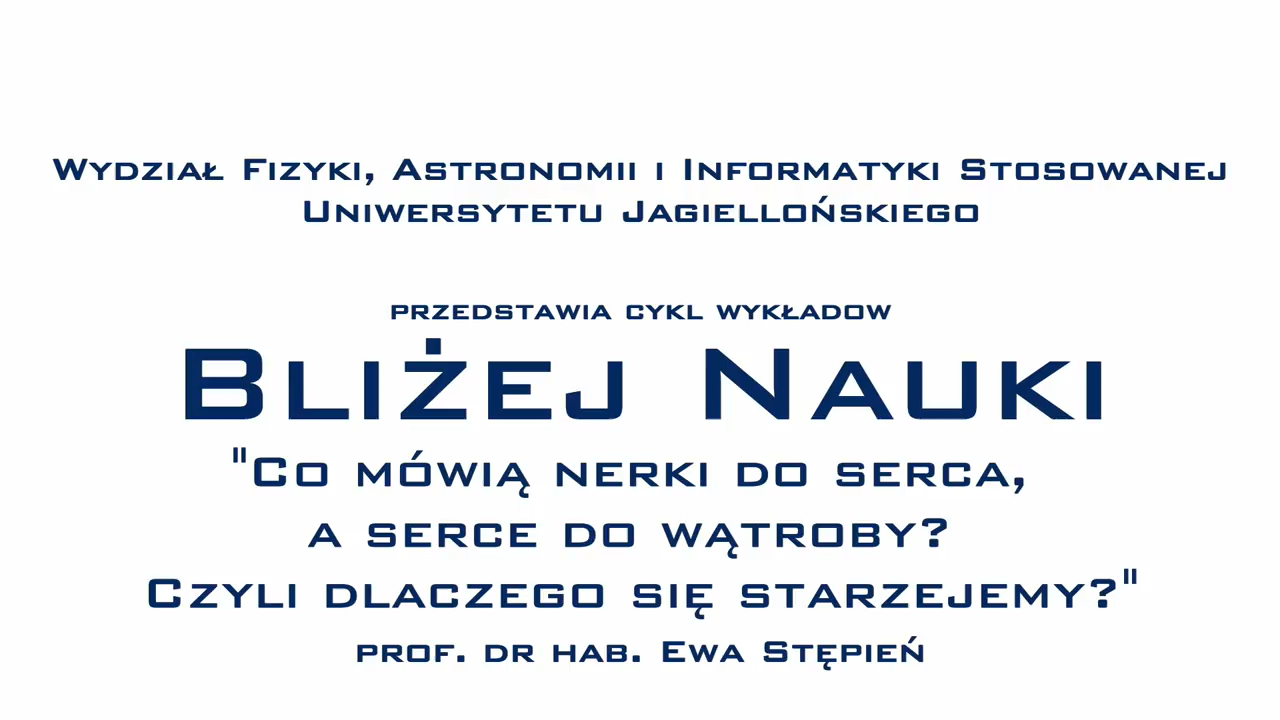 Wydział Fizyki, Astronomii i Informatyki Stosowanej
Uniwersytetu Jagiellońskiego
przedstawia cykl wykładow
Bliżej Nauki
"Co mówią nerki do serca,
a serce do wątroby?
Czyli dlaczego się starzejemy?"
prof. dr hab. Ewa Stępień